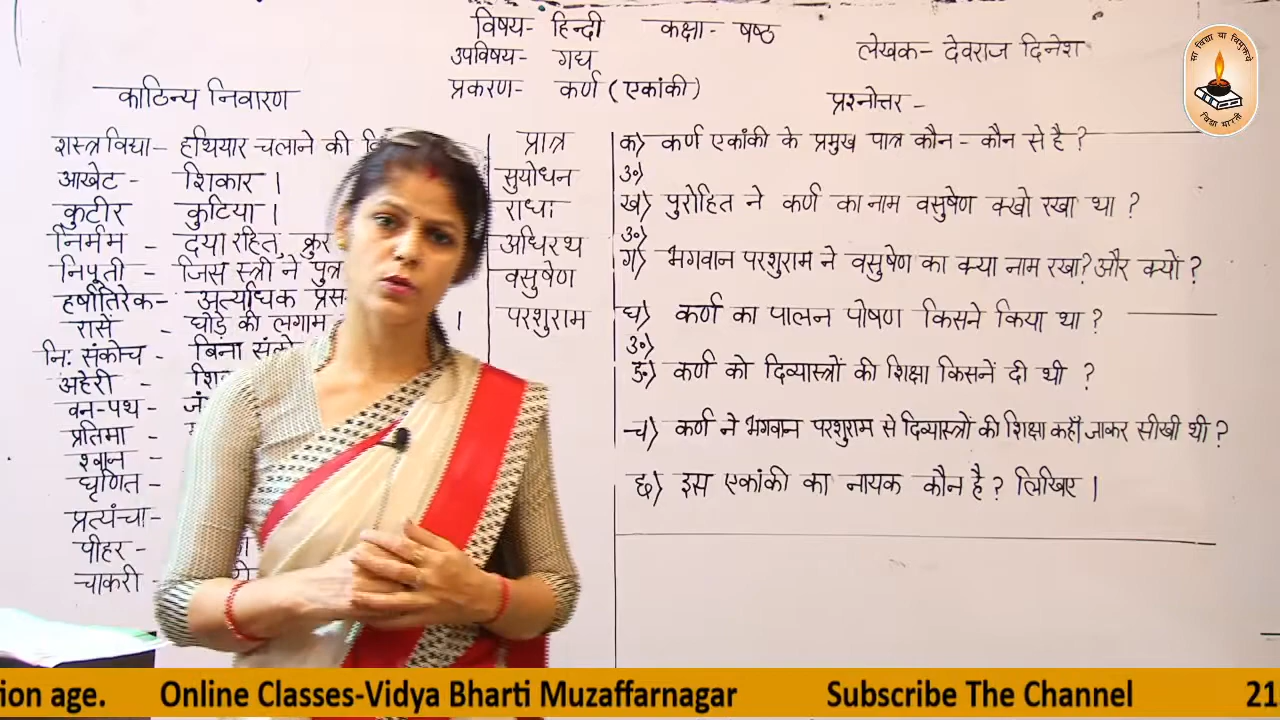 विषय- हिन्दी कक्षा- षष्ठ
उपविषय- गद्य
लेखक- देवराज दिनेश
प्रकरण- कर्ण (एकांकी)
काठिन्य निवारण
शस्त्र विद्या- हथियार चलाने की
आखेट - शिकार ।
कुटीर कुटिया ।
निर्मम - दया रहित, क्रुर
निपूती - जिस स्त्री ने पुत्र
हर्षातिरेक- अत्यधिक
रासें - घोड़े की लगाम ।
नि: संकोच - बिना
अहेरी -
वन-पथ -
प्रतिमा -
श्वान -
घृणित -
प्रत्यंचा-
पीहर -
चाकरी -
पात्र
सुयोधन
राधा
अधिरथ
वसुषेण
परशुराम
प्रश्नोत्तर -
क) कर्ण एकांकी के प्रमुख पात्र कौन - कौन से है ?
उ०)
ख) पुरोहित ने कर्ण का नाम वसुषेण क्खो रखा था ?
उ०)
ग) भगवान परशुराम ने वसुषेण का क्या नाम रखा? और क्यों ?
घ) कर्ण का पालन पोषण किसने किया था ?
उ०)
ङ) कर्ण को दिव्यास्त्रों की शिक्षा किसनें दी थी ?
च) कर्ण ने भगवान परशुराम से दिव्यास्त्रों की शिक्षा कहाँ जाकर सीखी थी ?
छ) इस एकांकी का नायक कौन है ? लिखिए ।
सा विद्या या विमुक्तये
विद्या भारती
ion age. Online Classes-Vidya Bharti Muzaffarnagar Subscribe The Channel 21